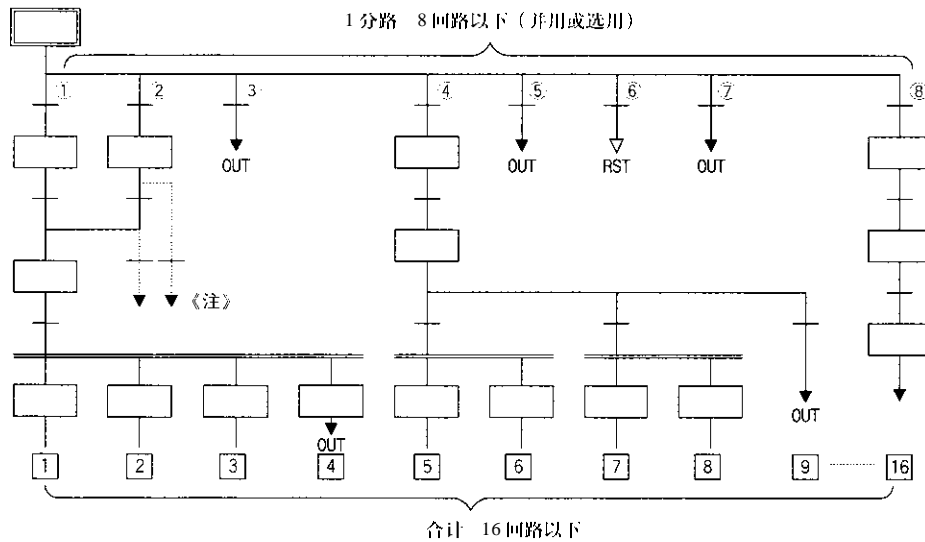 1分路 8回路以下（并用或选用）
① ② 3 ④ ⑤ ⑥ ⑦ ⑧
OUT OUT RST OUT
《注》
OUT OUT
1 2 3 4 5 6 7 8 9 16
合计 16回路以下